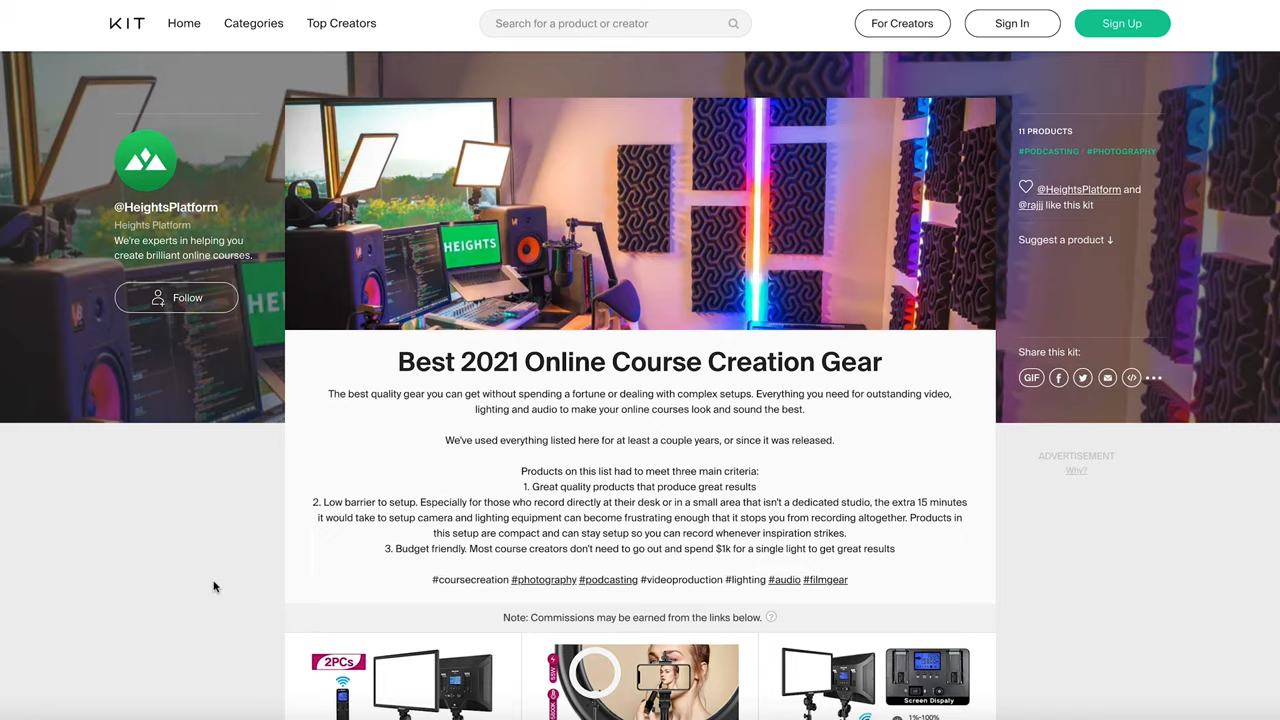 KIT
Home
Categories
Top Creators
Search for a product or creator
For Creators
Sign In
Sign Up
@HeightsPlatform
Heights Platform
We're experts in helping you
create brilliant online courses.
Follow
HEIGHTS
11 PRODUCTS
#PODCASTING / #PHOTOGRAPHY
@HeightsPlatform and
@rajjj like this kit
Suggest a product ↓
Share this kit:
GIF
Best 2021 Online Course Creation Gear
The best quality gear you can get without spending a fortune or dealing with complex setups. Everything you need for outstanding video,
lighting and audio to make your online courses look and sound the best.
We've used everything listed here for at least a couple years, or since it was released.
Products on this list had to meet three main criteria:
1. Great quality products that produce great results
2. Low barrier to setup. Especially for those who record directly at their desk or in a small area that isn't a dedicated studio, the extra 15 minutes
it would take to setup camera and lighting equipment can become frustrating enough that it stops you from recording altogether. Products in
this setup are compact and can stay setup so you can record whenever inspiration strikes.
3. Budget friendly. Most course creators don't need to go out and spend $1k for a single light to get great results
#coursecreation #photography #podcasting #videoproduction #lighting #audio #filmgear
ADVERTISEMENT
Why?
Note: Commissions may be earned from the links below. ?
2PCs
55W
Screen Dispaly
1%~100%